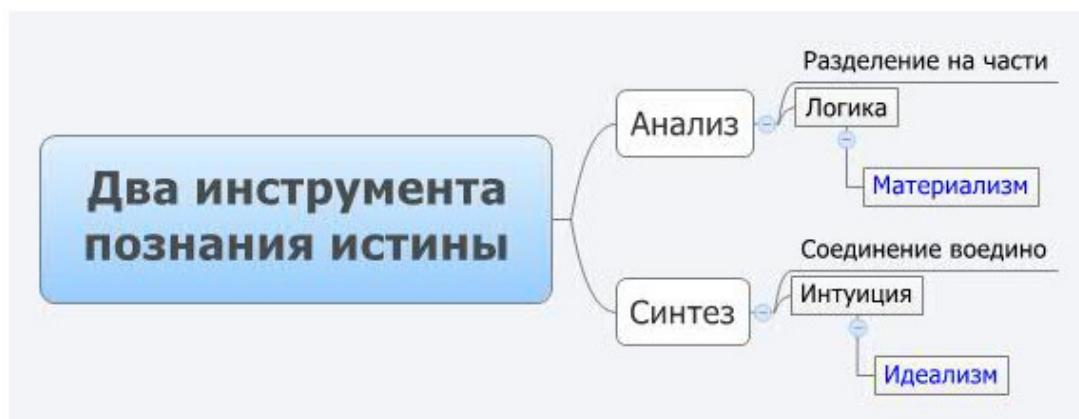 Два инструмента
познания истины
Анализ
Разделение на части
Логика
Материализм
Синтез
Соединение воедино
Интуиция
Идеализм